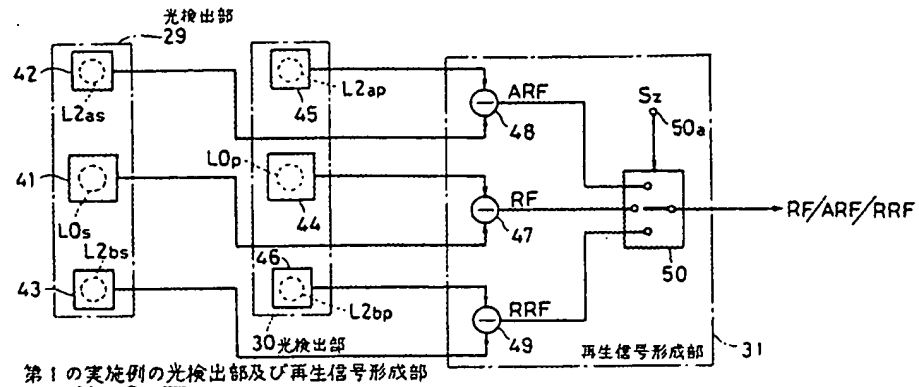 光検出部
29
42
L2as
45
L2ap
ARF
48
Sz
50a
41
L0s
L0p
44
RF
47
RF/ARF/RRF
50
43
L2bs
46
L2bp
RRF
49
30 光検出部
再生信号形成部
31
第1の実施例の光検出部及び再生信号形成部